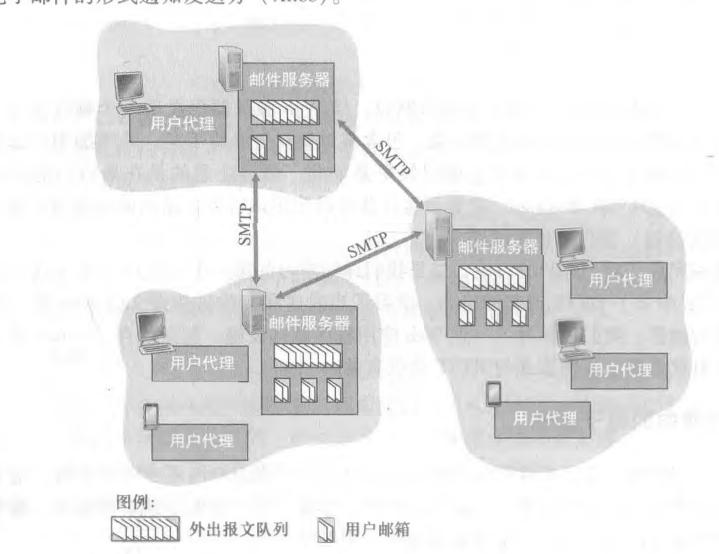 电子邮件的形式通知发送方（Alice）。
邮件服务器
用户代理
SMTP
SMTP
SMTP
邮件服务器
用户代理
用户代理
用户代理
邮件服务器
用户代理
用户代理
图例：
外出报文队列
用户邮箱